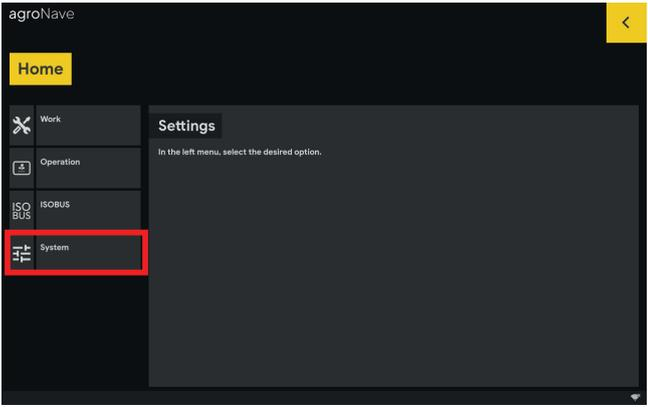 agroNave
Home
Work
Settings
In the left menu, select the desired option.
Operation
ISO
BUS
ISOBUS
System